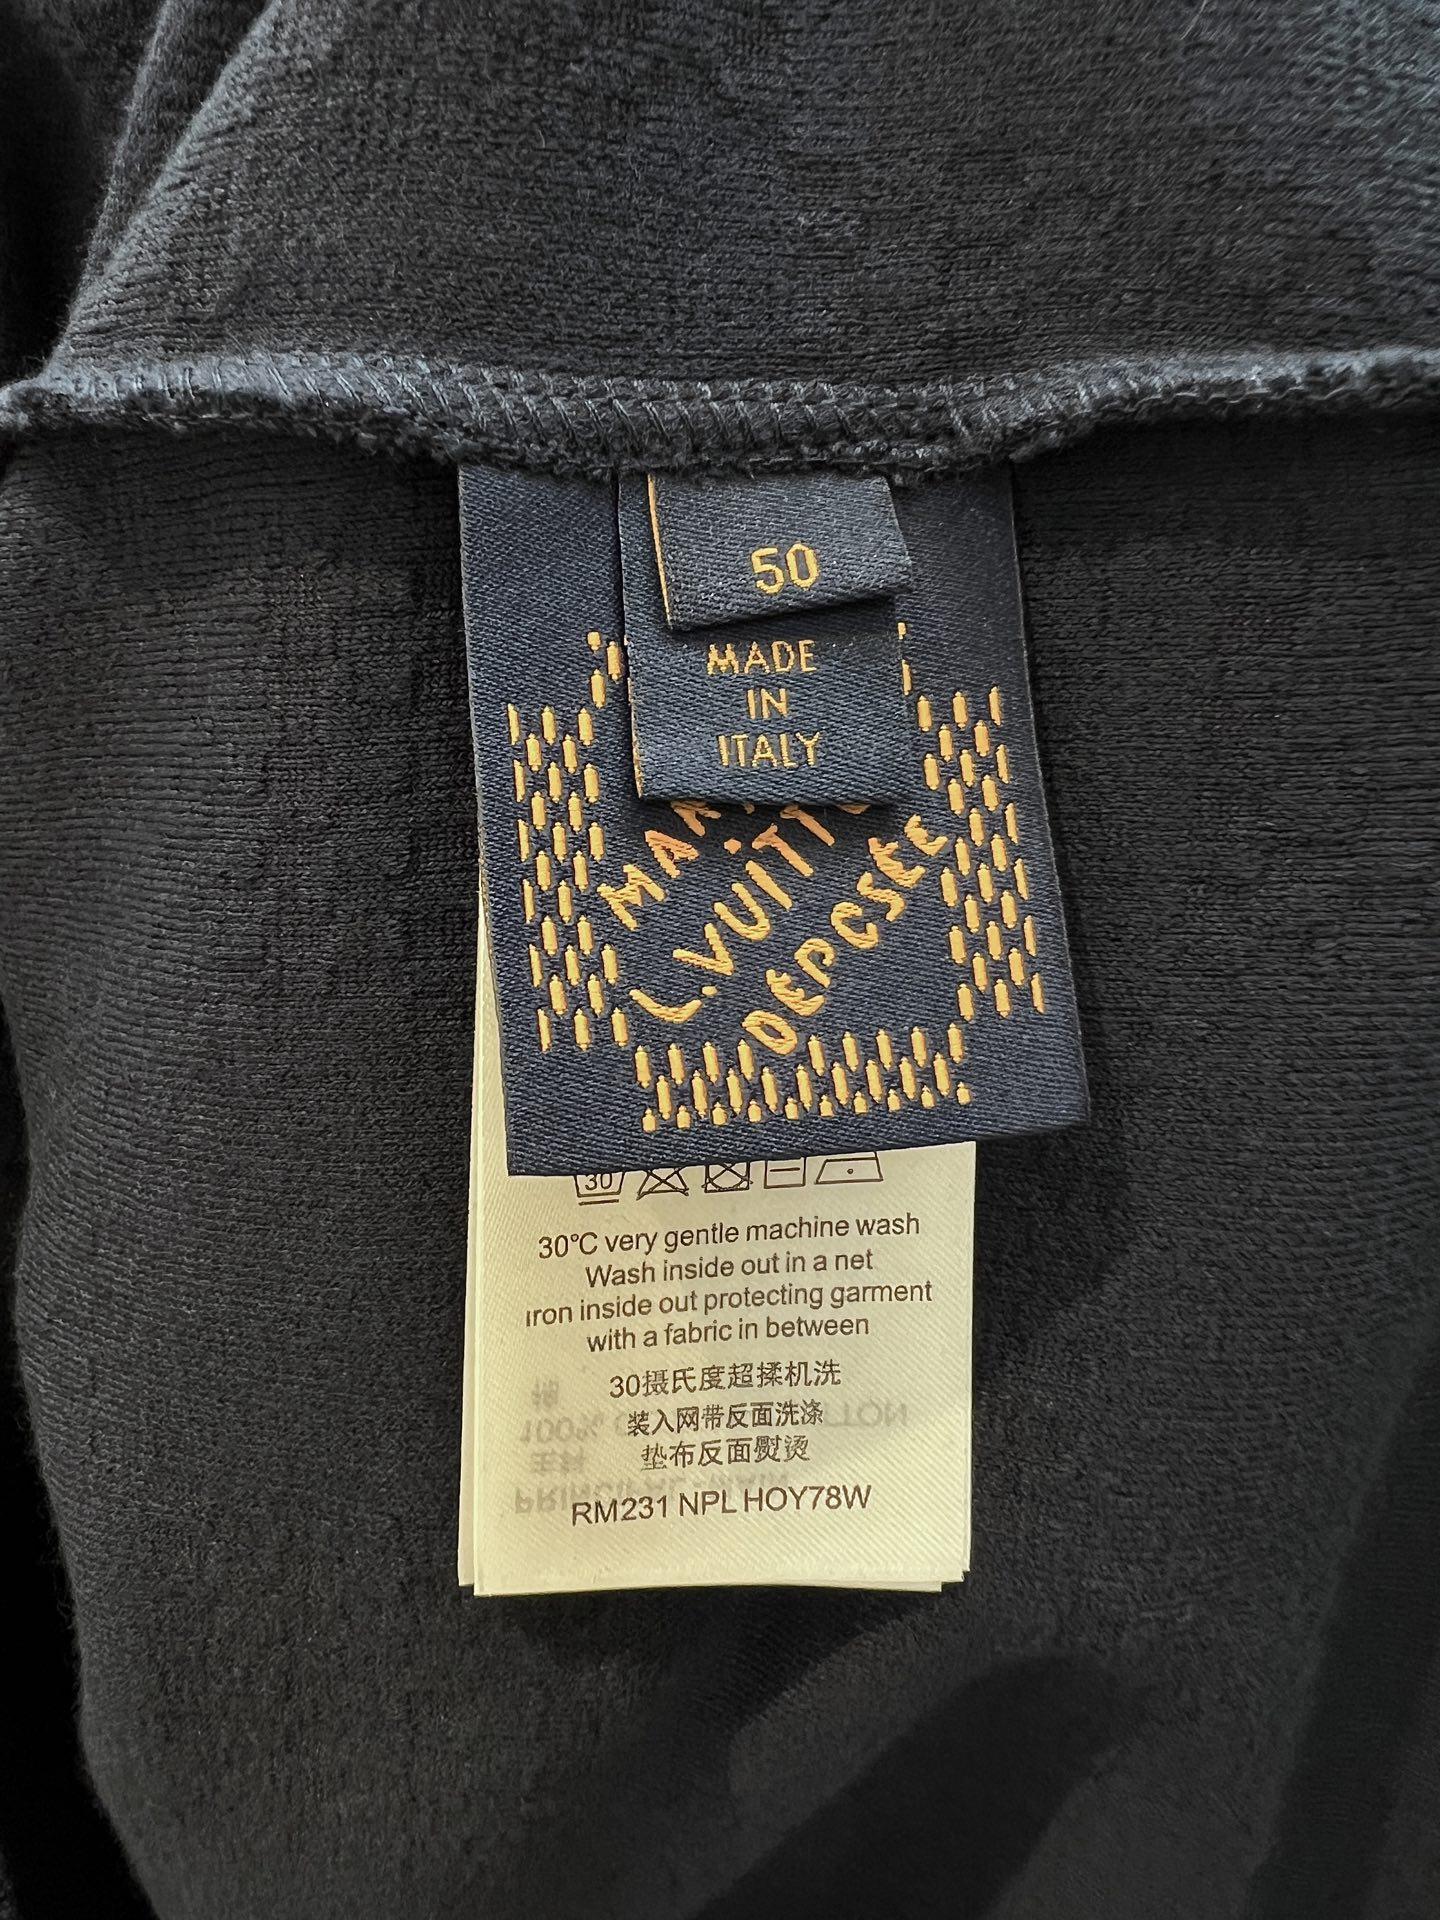 50
MADE
IN
ITALY
L.VUITTO
DEPCSEE
30
30°C very gentle machine wash
Wash inside out in a net
Iron inside out protecting garment
with a fabric in between
30摄氏度超揉机洗
装入网带反面洗涤
垫布反面熨烫
RM231 NPL HOY78W